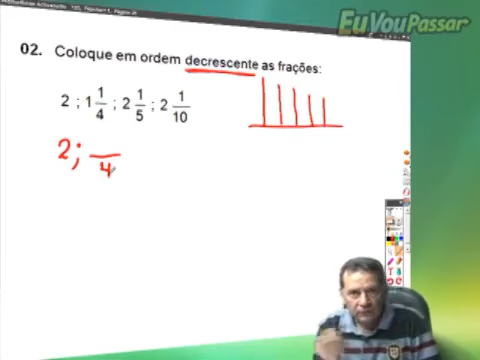 EuVouPassar
02. Coloque em ordem decrescente as frações:
2 ; 1 1/4 ; 2 1/5 ; 2 1/10
2; /4